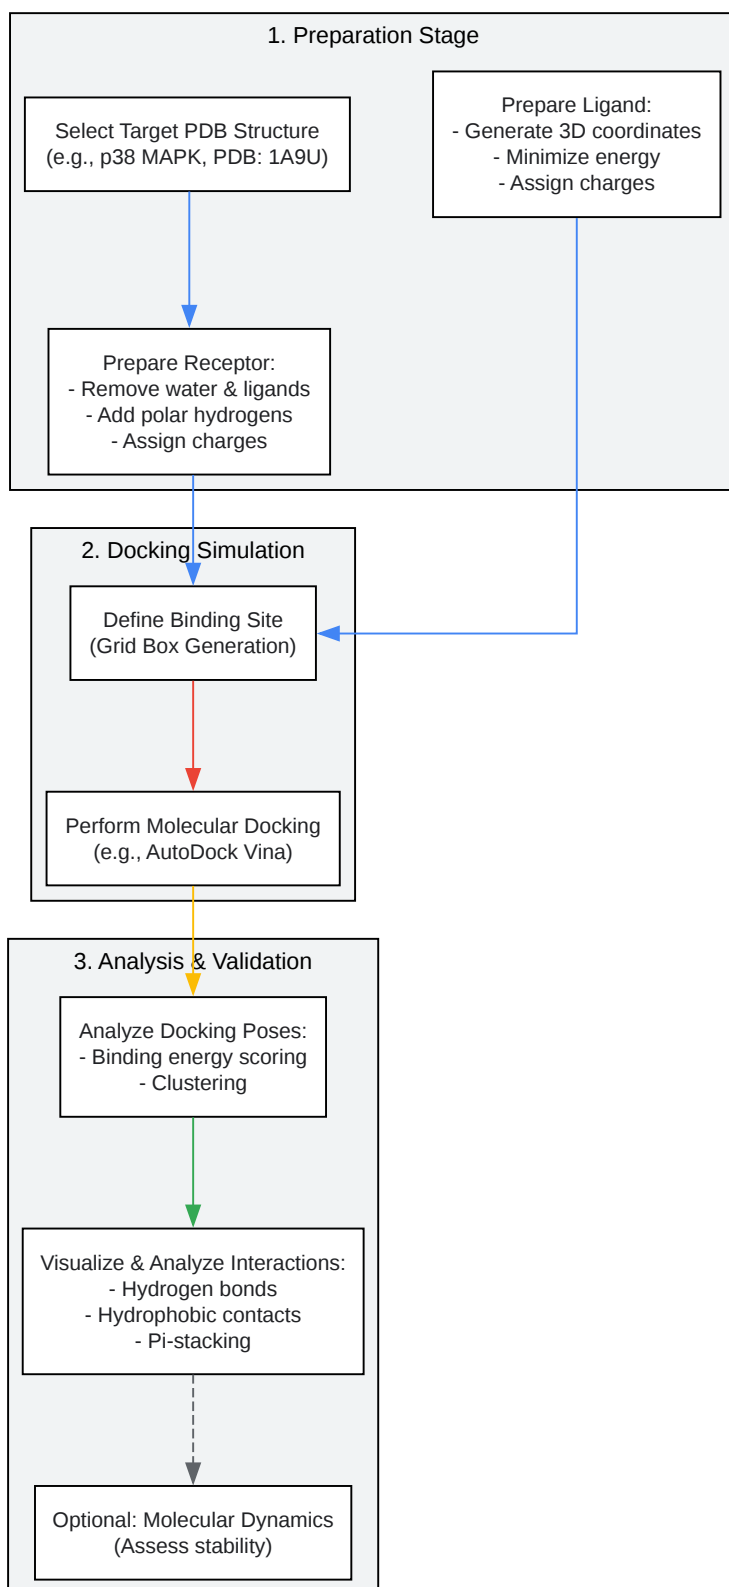 1. Preparation Stage
Select Target PDB Structure
(e.g., p38 MAPK, PDB: 1A9U)
Prepare Ligand:
- Generate 3D coordinates
- Minimize energy
- Assign charges
Prepare Receptor:
- Remove water & ligands
- Add polar hydrogens
- Assign charges
2. Docking Simulation
Define Binding Site
(Grid Box Generation)
Perform Molecular Docking
(e.g., AutoDock Vina)
3. Analysis & Validation
Analyze Docking Poses:
- Binding energy scoring
- Clustering
Visualize & Analyze Interactions:
- Hydrogen bonds
- Hydrophobic contacts
- Pi-stacking
Optional: Molecular Dynamics
(Assess stability)